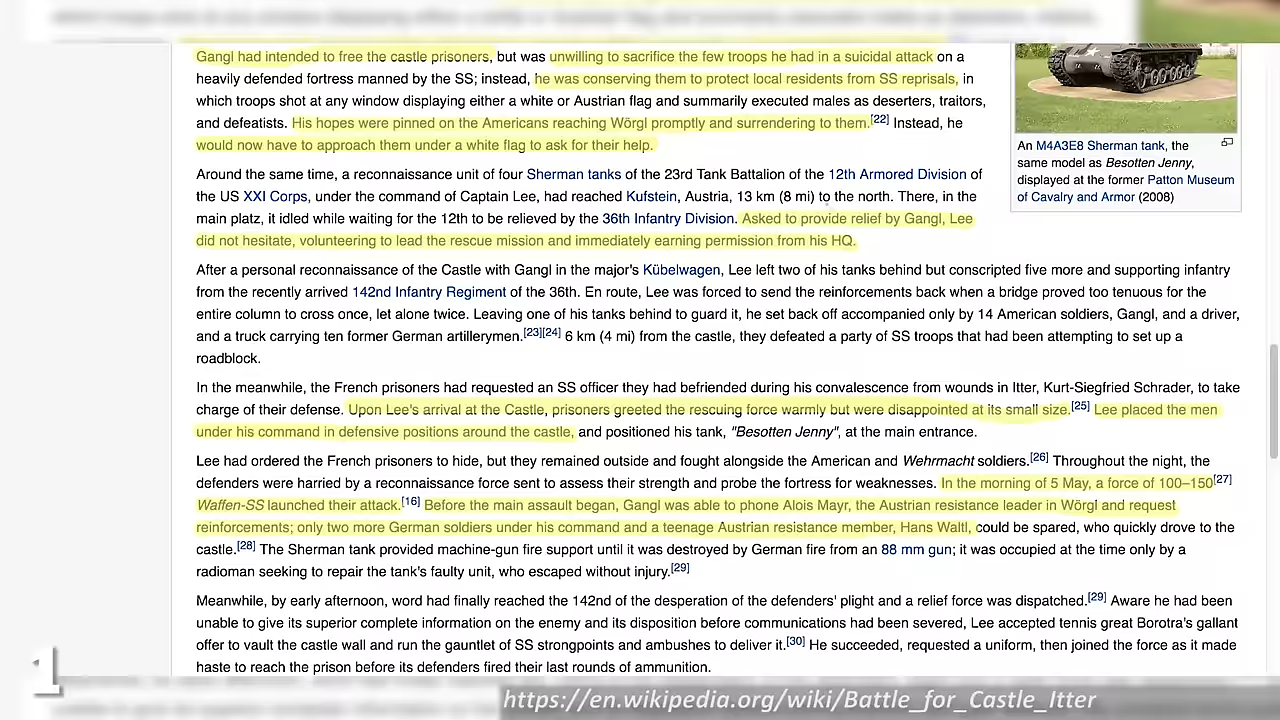 Gangl had intended to free the castle prisoners, but was unwilling to sacrifice the few troops he had in a suicidal attack on a
heavily defended fortress manned by the SS; instead, he was conserving them to protect local residents from SS reprisals, in
which troops shot at any window displaying either a white or Austrian flag and summarily executed males as deserters, traitors,
and defeatists. His hopes were pinned on the Americans reaching Wörgl promptly and surrendering to them.[22] Instead, he
would now have to approach them under a white flag to ask for their help.
An M4A3E8 Sherman tank, the
same model as Besotten Jenny,
displayed at the former Patton Museum
of Cavalry and Armor (2008)
Around the same time, a reconnaissance unit of four Sherman tanks of the 23rd Tank Battalion of the 12th Armored Division of
the US XXI Corps, under the command of Captain Lee, had reached Kufstein, Austria, 13 km (8 mi) to the north. There, in the
main platz, it idled while waiting for the 12th to be relieved by the 36th Infantry Division. Asked to provide relief by Gangl, Lee
did not hesitate, volunteering to lead the rescue mission and immediately earning permission from his HQ.
After a personal reconnaissance of the Castle with Gangl in the major's Kübelwagen, Lee left two of his tanks behind but conscripted five more and supporting infantry
from the recently arrived 142nd Infantry Regiment of the 36th. En route, Lee was forced to send the reinforcements back when a bridge proved too tenuous for the
entire column to cross once, let alone twice. Leaving one of his tanks behind to guard it, he set back off accompanied only by 14 American soldiers, Gangl, and a driver,
and a truck carrying ten former German artillerymen.[23][24] 6 km (4 mi) from the castle, they defeated a party of SS troops that had been attempting to set up a
roadblock.
In the meanwhile, the French prisoners had requested an SS officer they had befriended during his convalescence from wounds in Itter, Kurt-Siegfried Schrader, to take
charge of their defense. Upon Lee's arrival at the Castle, prisoners greeted the rescuing force warmly but were disappointed at its small size.[25] Lee placed the men
under his command in defensive positions around the castle, and positioned his tank, "Besotten Jenny", at the main entrance.
Lee had ordered the French prisoners to hide, but they remained outside and fought alongside the American and Wehrmacht soldiers.[26] Throughout the night, the
defenders were harried by a reconnaissance force sent to assess their strength and probe the fortress for weaknesses. In the morning of 5 May, a force of 100–150[27]
Waffen-SS launched their attack.[16] Before the main assault began, Gangl was able to phone Alois Mayr, the Austrian resistance leader in Wörgl and request
reinforcements; only two more German soldiers under his command and a teenage Austrian resistance member, Hans Waltl, could be spared, who quickly drove to the
castle.[28] The Sherman tank provided machine-gun fire support until it was destroyed by German fire from an 88 mm gun; it was occupied at the time only by a
radioman seeking to repair the tank's faulty unit, who escaped without injury.[29]
Meanwhile, by early afternoon, word had finally reached the 142nd of the desperation of the defenders' plight and a relief force was dispatched.[29] Aware he had been
unable to give its superior complete information on the enemy and its disposition before communications had been severed, Lee accepted tennis great Borotra's gallant
offer to vault the castle wall and run the gauntlet of SS strongpoints and ambushes to deliver it.[30] He succeeded, requested a uniform, then joined the force as it made
haste to reach the prison before its defenders fired their last rounds of ammunition.
1
https://en.wikipedia.org/wiki/Battle_for_Castle_Itter